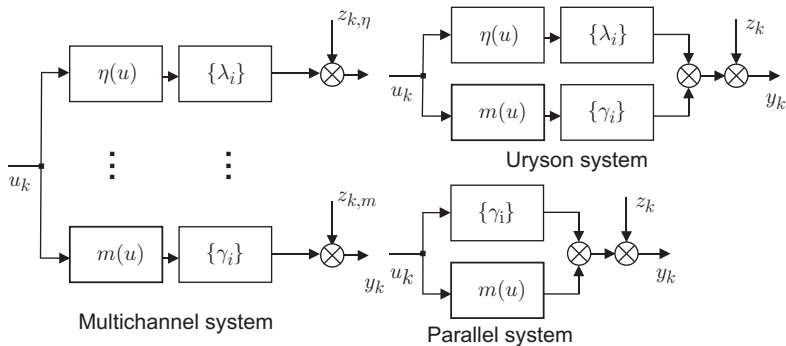 z_{k,η}
η(u) {λ_i}
⋮ ⋮
u_k
z_{k,m}
m(u) {γ_i}
y_k
Multichannel system
η(u) {λ_i} z_k
u_k
y_k
m(u) {γ_i}
Uryson system
{γ_i} z_k
u_k
y_k
m(u)
Parallel system